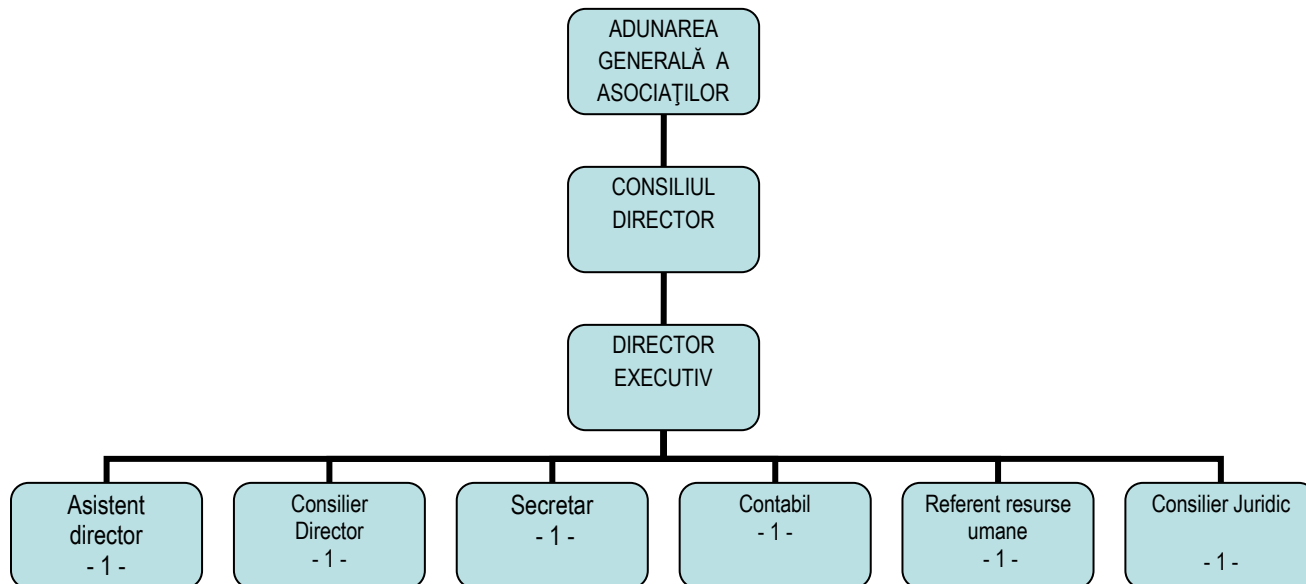 ADUNAREA
GENERALĂ A
ASOCIAŢILOR
CONSILIUL
DIRECTOR
DIRECTOR
EXECUTIV
Asistent
director
- 1 -
Consilier
Director
- 1 -
Secretar
- 1 -
Contabil
- 1 -
Referent resurse
umane
- 1 -
Consilier Juridic
- 1 -